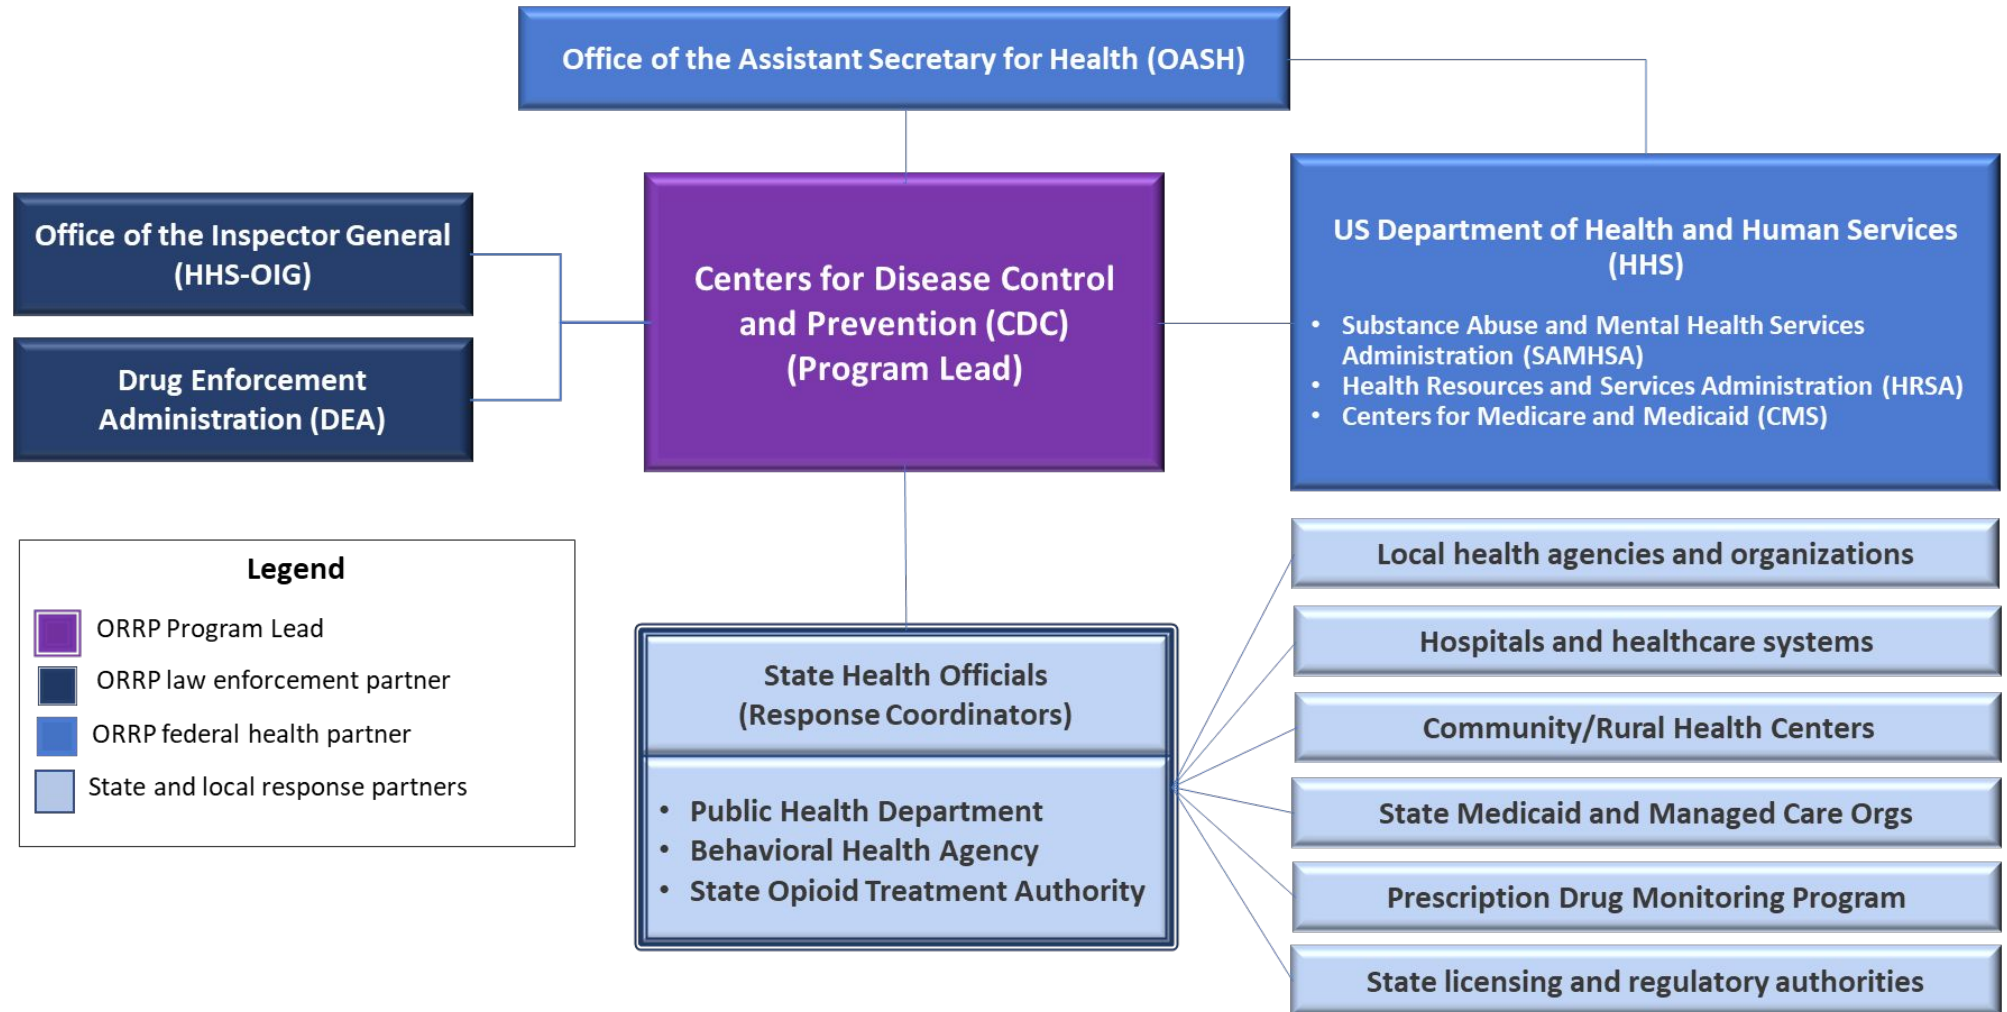 Office of the Assistant Secretary for Health (OASH)
Office of the Inspector General
(HHS-OIG)
Drug Enforcement
Administration (DEA)
Centers for Disease Control
and Prevention (CDC)
(Program Lead)
US Department of Health and Human Services
(HHS)
• Substance Abuse and Mental Health Services
Administration (SAMHSA)
• Health Resources and Services Administration (HRSA)
• Centers for Medicare and Medicaid (CMS)
Legend
ORRP Program Lead
ORRP law enforcement partner
ORRP federal health partner
State and local response partners
State Health Officials
(Response Coordinators)
• Public Health Department
• Behavioral Health Agency
• State Opioid Treatment Authority
Local health agencies and organizations
Hospitals and healthcare systems
Community/Rural Health Centers
State Medicaid and Managed Care Orgs
Prescription Drug Monitoring Program
State licensing and regulatory authorities